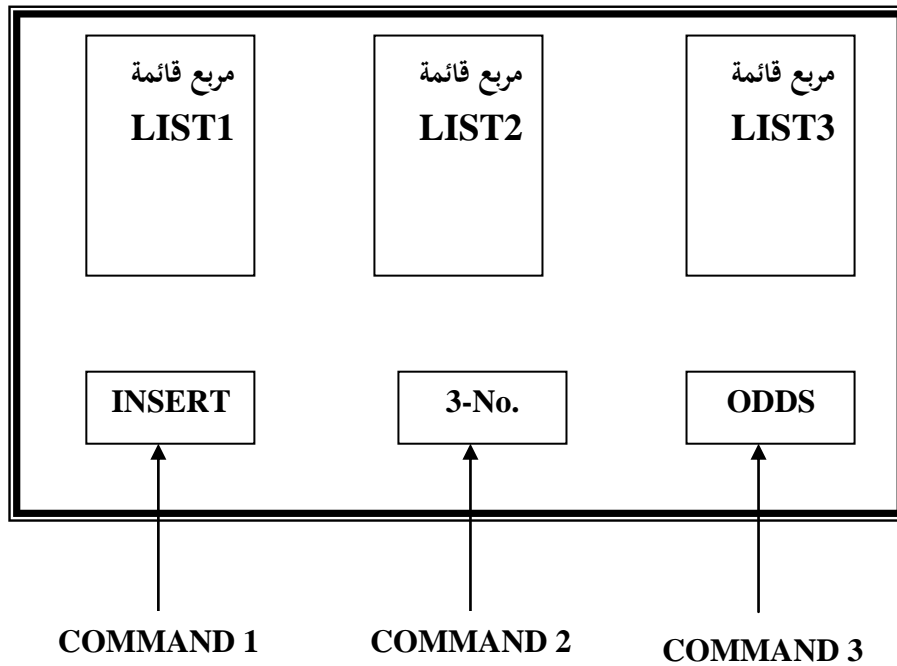 مربع قائمة
LIST1
مربع قائمة
LIST2
مربع قائمة
LIST3
INSERT
3-No.
ODDS
COMMAND 1
COMMAND 2
COMMAND 3